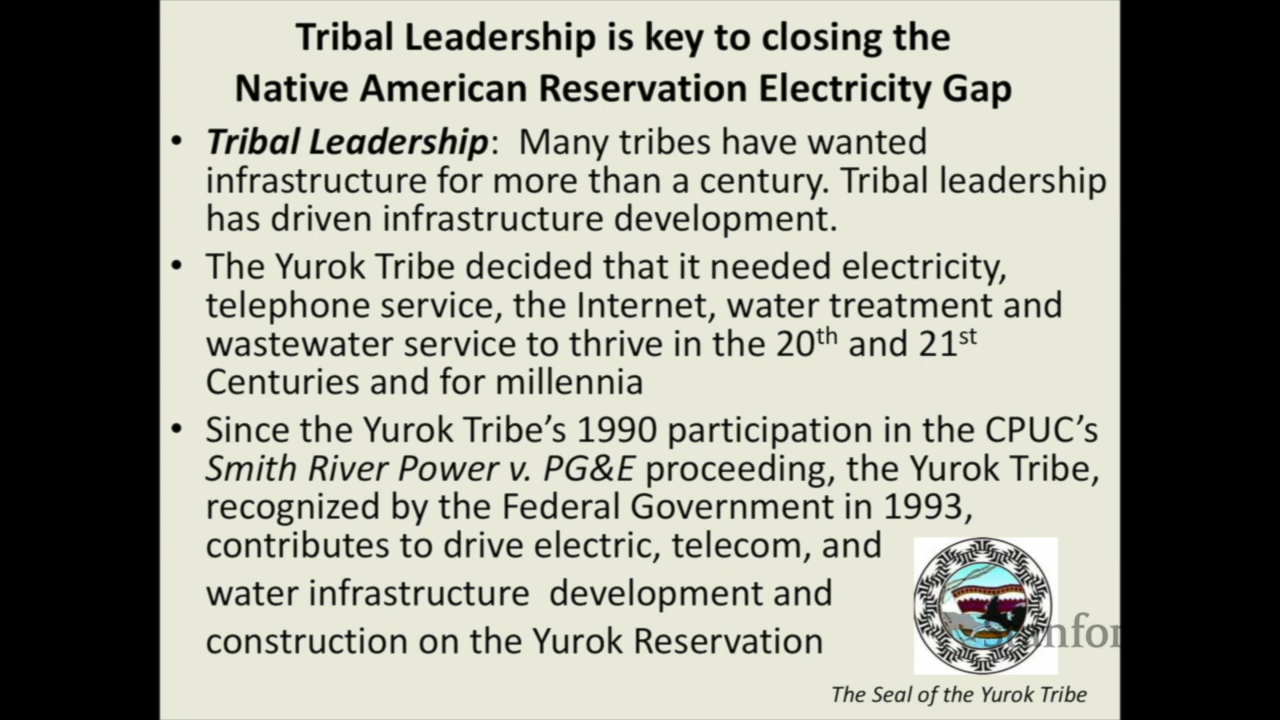 Tribal Leadership is key to closing the
Native American Reservation Electricity Gap
• Tribal Leadership: Many tribes have wanted
infrastructure for more than a century. Tribal leadership
has driven infrastructure development.
• The Yurok Tribe decided that it needed electricity,
telephone service, the Internet, water treatment and
wastewater service to thrive in the 20th and 21st
Centuries and for millennia
• Since the Yurok Tribe’s 1990 participation in the CPUC’s
Smith River Power v. PG&E proceeding, the Yurok Tribe,
recognized by the Federal Government in 1993,
contributes to drive electric, telecom, and
water infrastructure development and
construction on the Yurok Reservation
The Seal of the Yurok Tribe